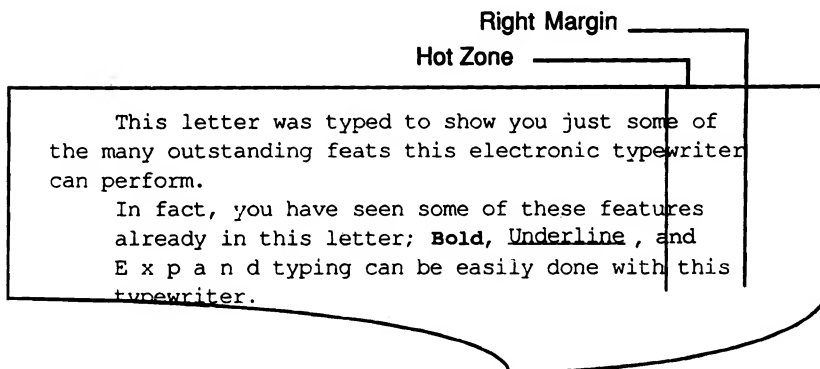 Right Margin
Hot Zone
This letter was typed to show you just some of
the many outstanding feats this electronic typewriter
can perform.
In fact, you have seen some of these features
already in this letter; Bold, Underline , and
E x p a n d typing can be easily done with this
typewriter.